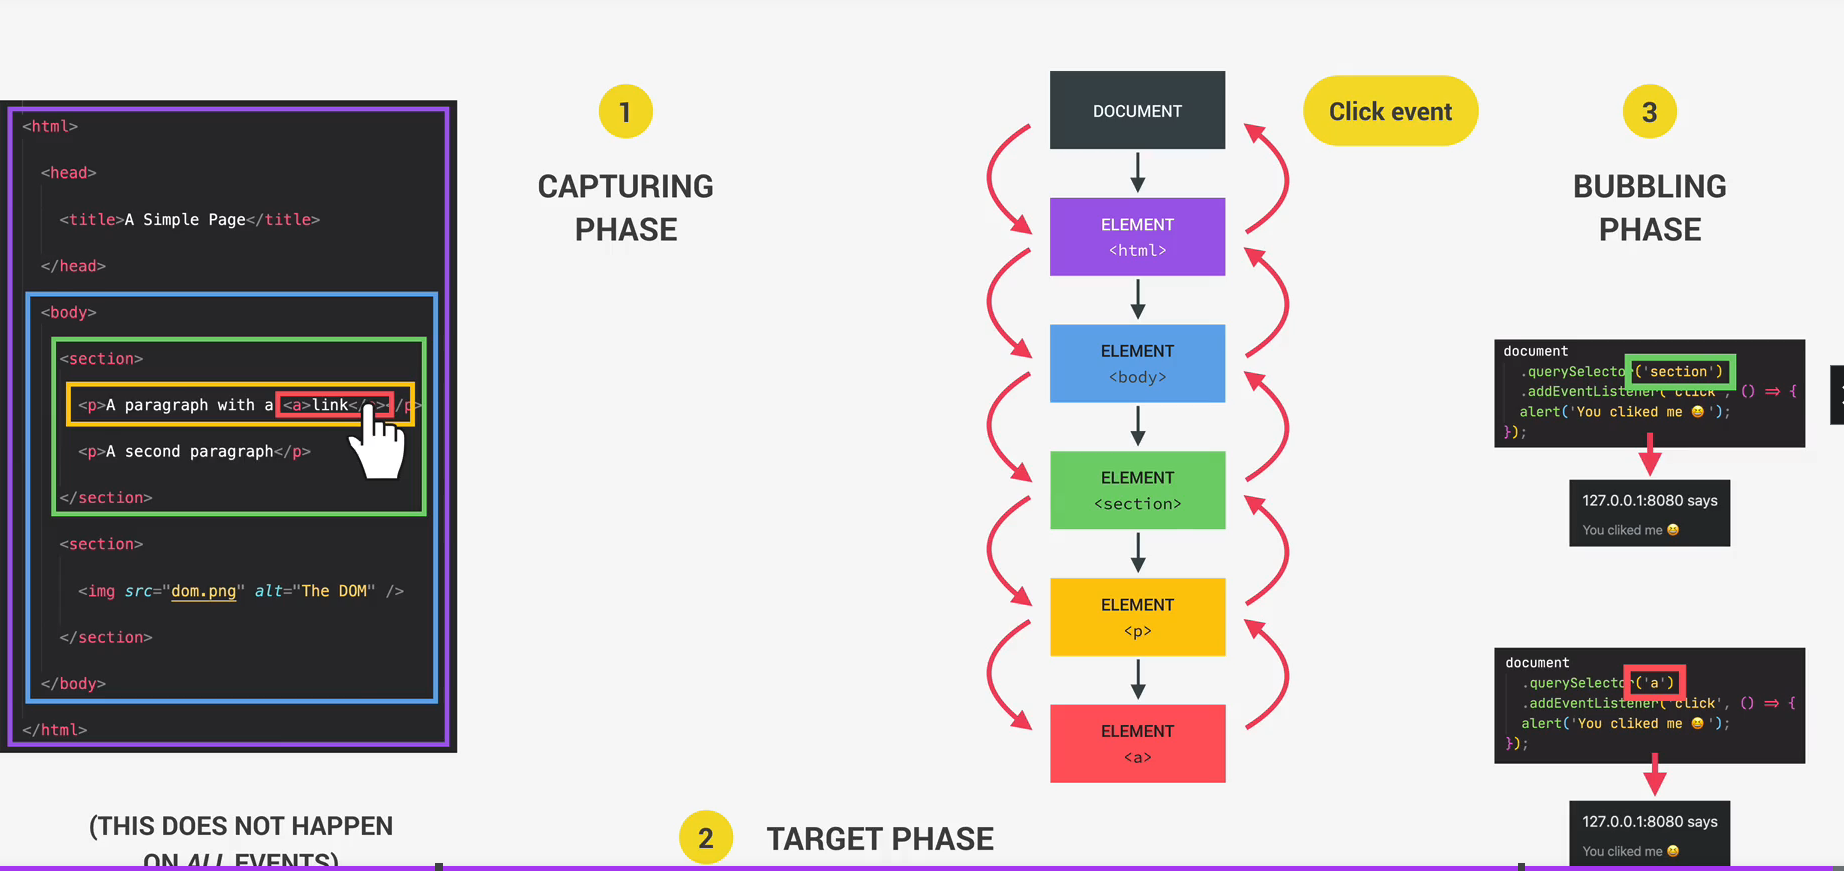 <html>
<head>
<title>A Simple Page</title>
</head>
<body>
<section>
<p>A paragraph with a <a>link</a></p>
<p>A second paragraph</p>
</section>
<section>
<img src="dom.png" alt="The DOM" />
</section>
</body>
</html>
(THIS DOES NOT HAPPEN
ON ALL EVENTS)
1
CAPTURING
PHASE
2
TARGET PHASE
DOCUMENT
ELEMENT
<html>
ELEMENT
<body>
ELEMENT
<section>
ELEMENT
<p>
ELEMENT
<a>
Click event
3
BUBBLING
PHASE
document
.querySelector('section')
.addEventListener('click', () => {
alert('You cliked me 😆');
});
127.0.0.1:8080 says
You cliked me 😆
document
.querySelector('a')
.addEventListener('click', () => {
alert('You cliked me 😆');
});
127.0.0.1:8080 says
You cliked me 😆